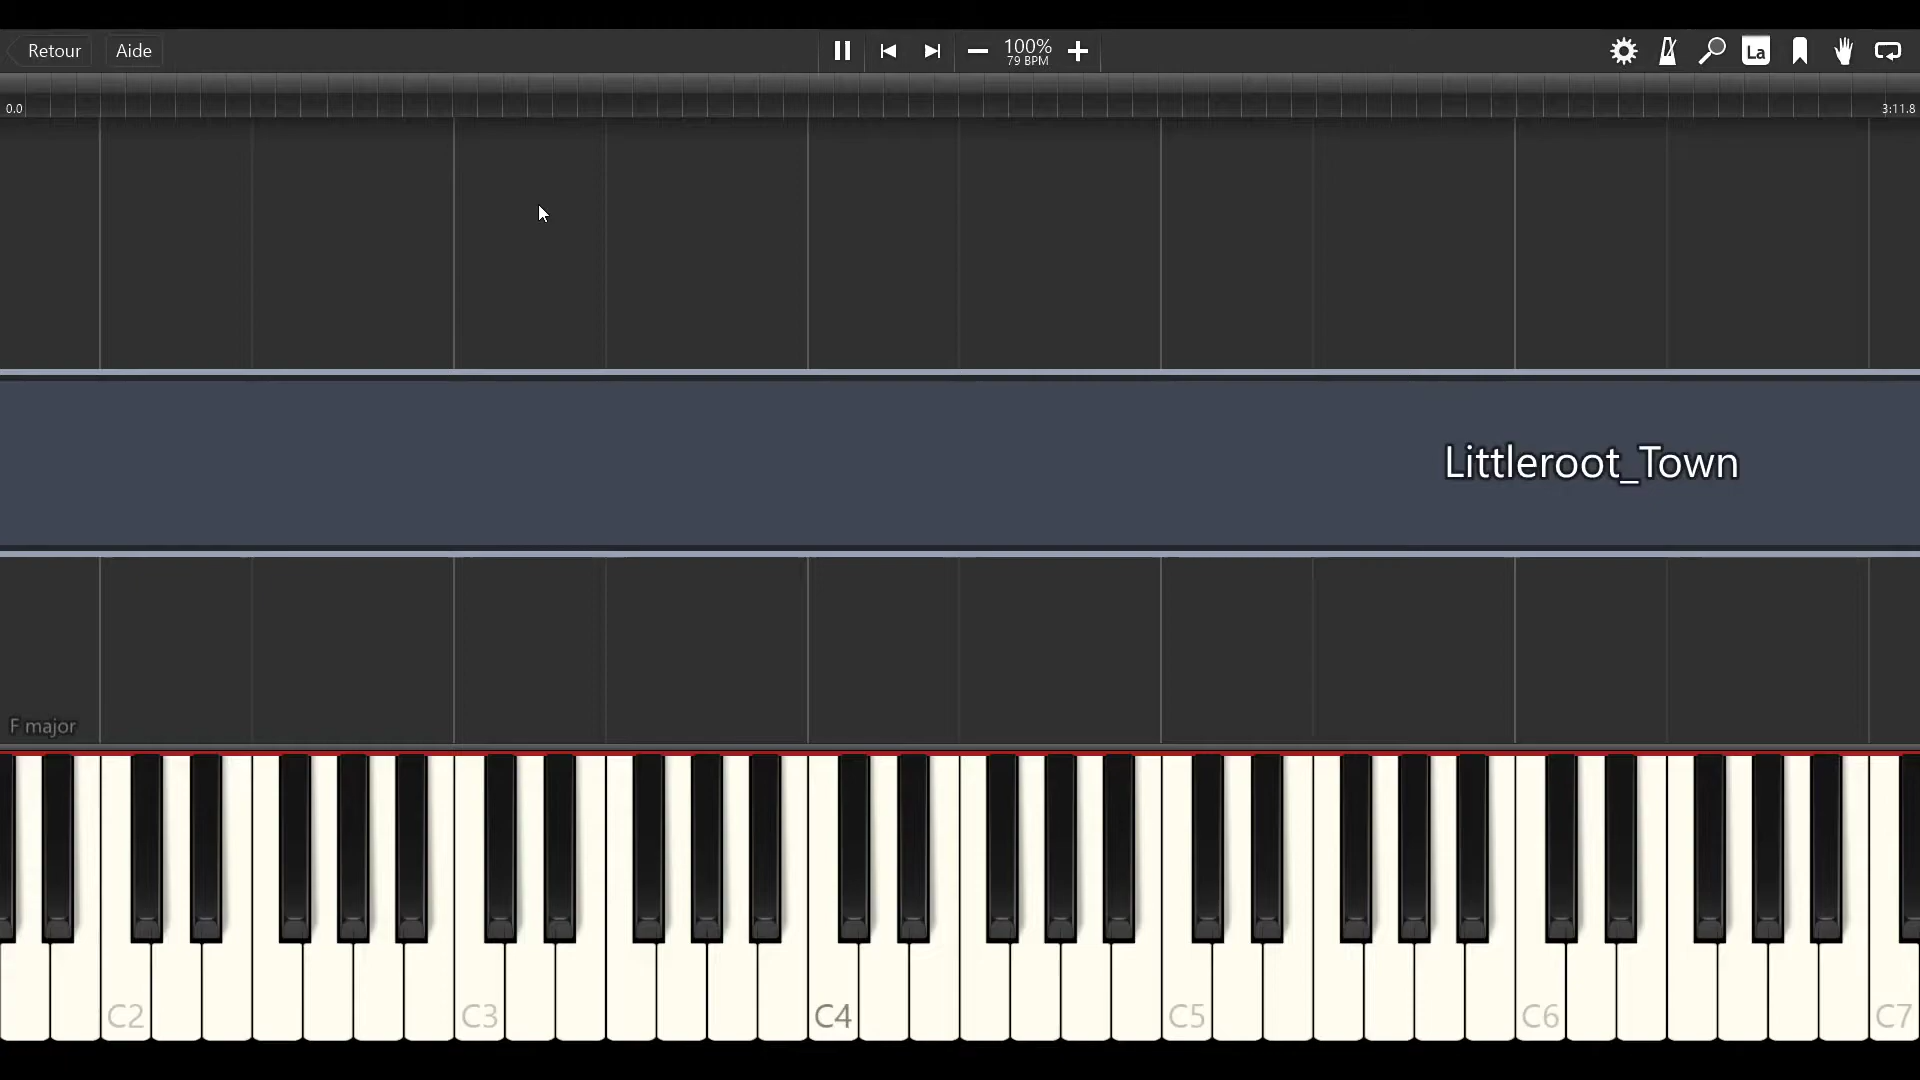 Retour
Aide
100%
79 BPM
La
0.0
3:11.8
Littleroot_Town
F major
C2
C3
C4
C5
C6
C7